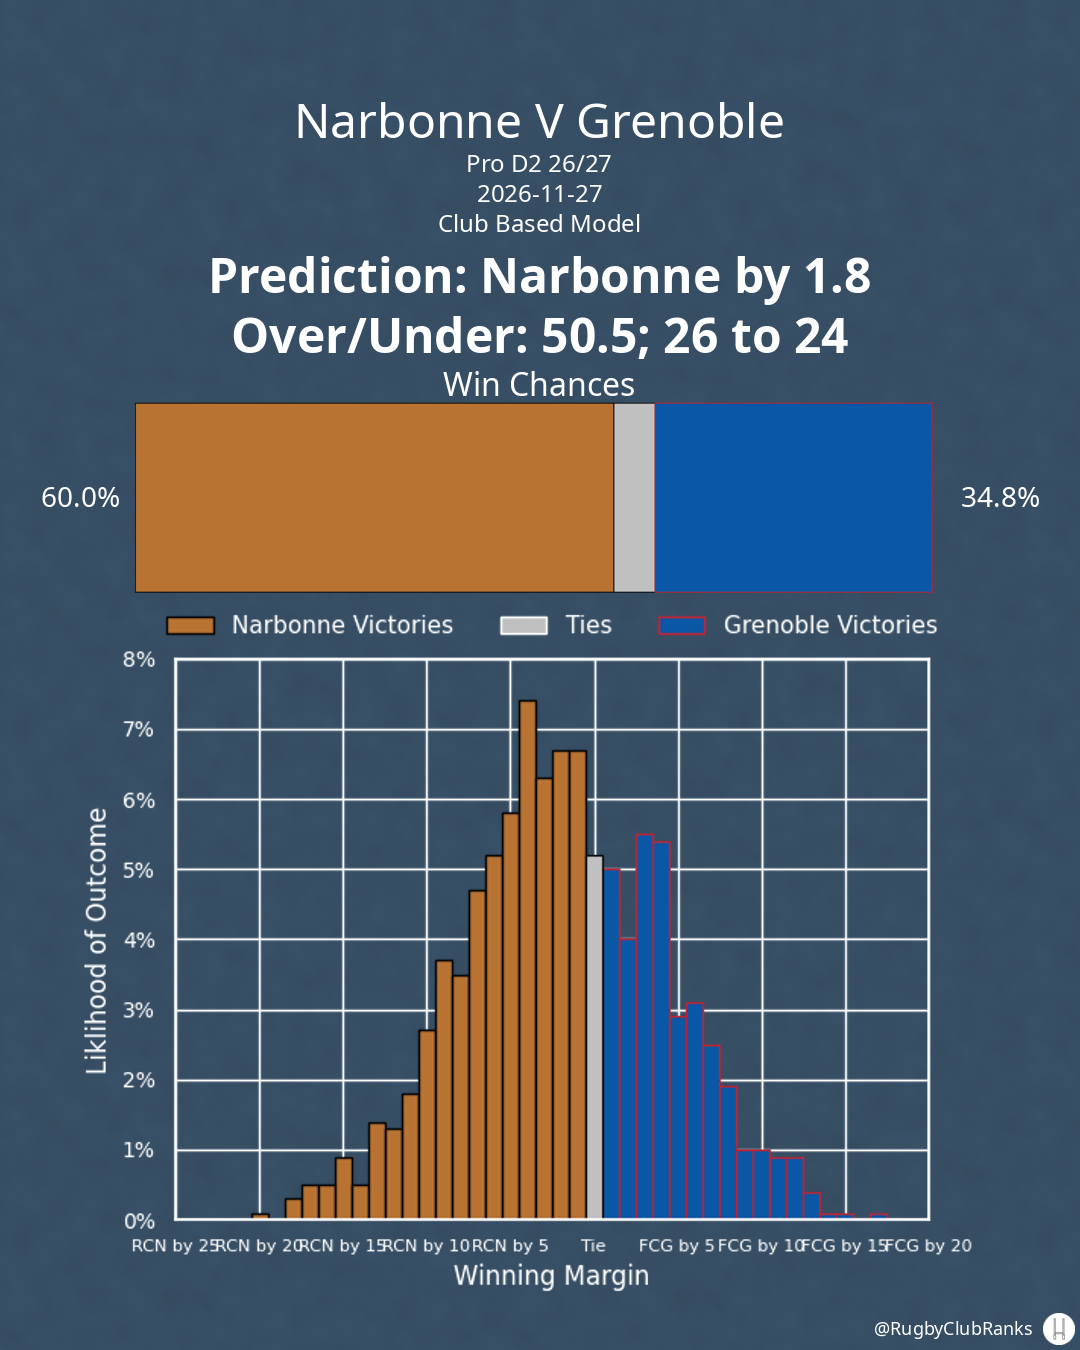 Narbonne V Grenoble
Pro D2 26/27
2026-11-27
Club Based Model
Prediction: Narbonne by 1.8
Over/Under: 50.5; 26 to 24
Win Chances
60.0%
34.8%
Narbonne Victories Ties Grenoble Victories
8%
7%
6%
5%
4%
3%
2%
1%
0%
Liklihood of Outcome
RCN by 25 RCN by 20 RCN by 15 RCN by 10 RCN by 5 Tie FCG by 5 FCG by 10 FCG by 15 FCG by 20
Winning Margin
@RugbyClubRanks